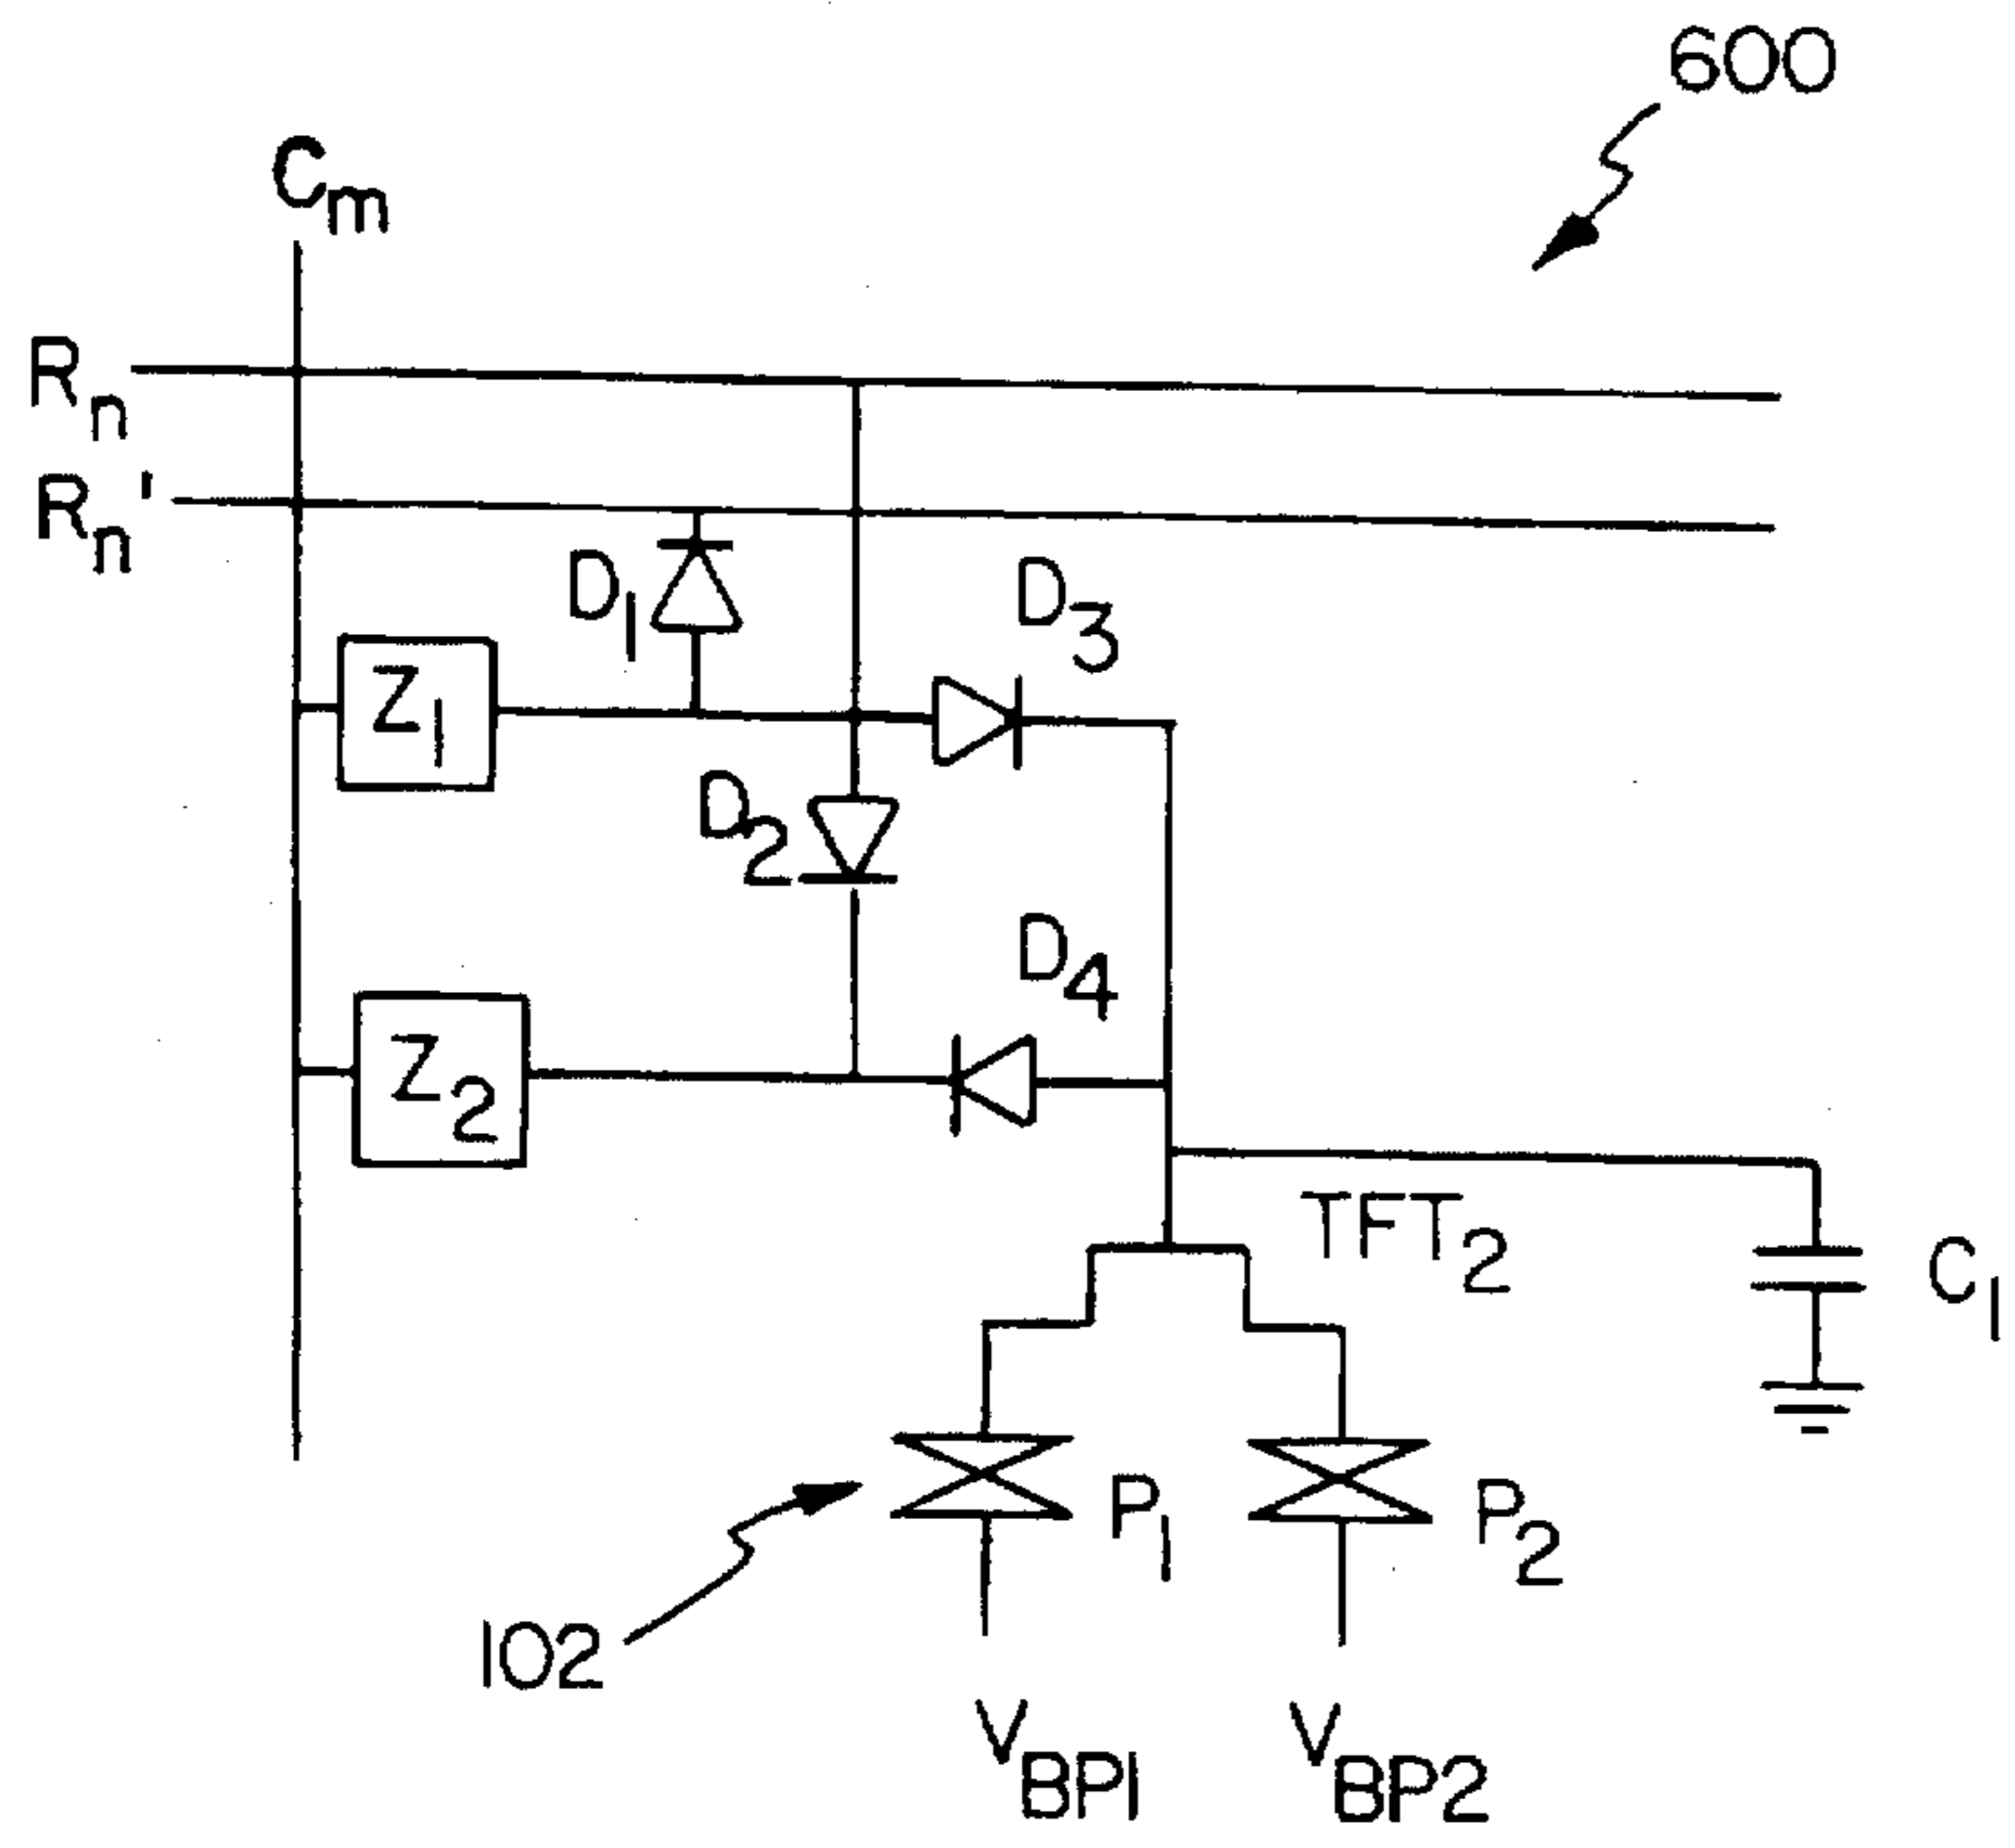 600
Cm
Rn
Rn'
D1
D3
Z1
D2
D4
Z2
TFT2
C1
P1
P2
102
VBP1
VBP2